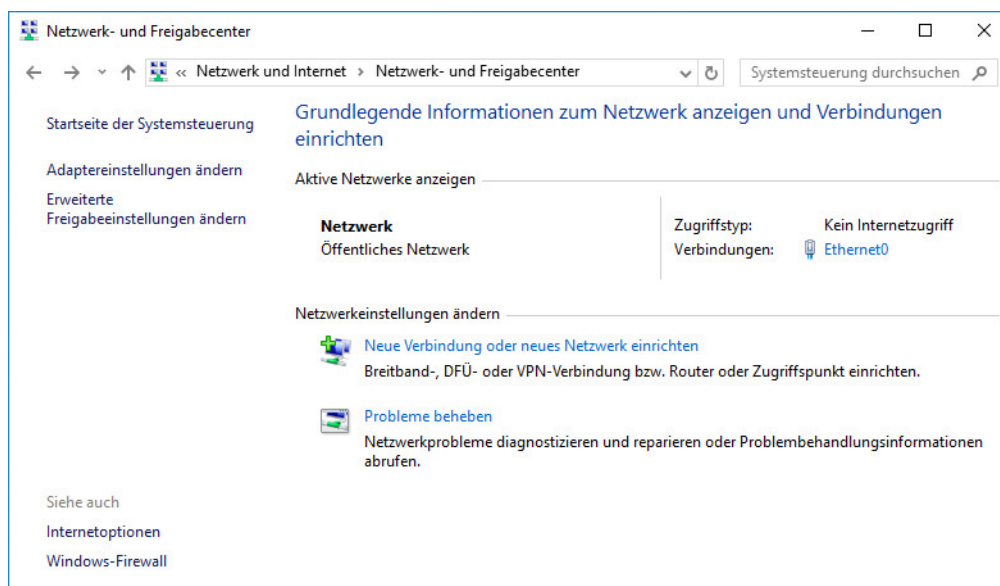 Netzwerk- und Freigabecenter
« Netzwerk und Internet › Netzwerk- und Freigabecenter
Systemsteuerung durchsuchen
Startseite der Systemsteuerung
Adaptereinstellungen ändern
Erweiterte
Freigabeeinstellungen ändern
Grundlegende Informationen zum Netzwerk anzeigen und Verbindungen
einrichten
Aktive Netzwerke anzeigen
Netzwerk
Öffentliches Netzwerk
Zugriffstyp: Kein Internetzugriff
Verbindungen: Ethernet0
Netzwerkeinstellungen ändern
Neue Verbindung oder neues Netzwerk einrichten
Breitband-, DFÜ- oder VPN-Verbindung bzw. Router oder Zugriffspunkt einrichten.
Probleme beheben
Netzwerkprobleme diagnostizieren und reparieren oder Problembehandlungsinformationen
abrufen.
Siehe auch
Internetoptionen
Windows-Firewall